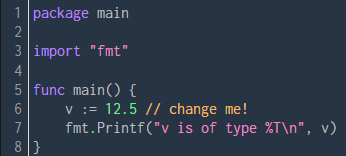 1 package main
2
3 import "fmt"
4
5 func main() {
6     v := 12.5 // change me!
7     fmt.Printf("v is of type %T\n", v)
8 }